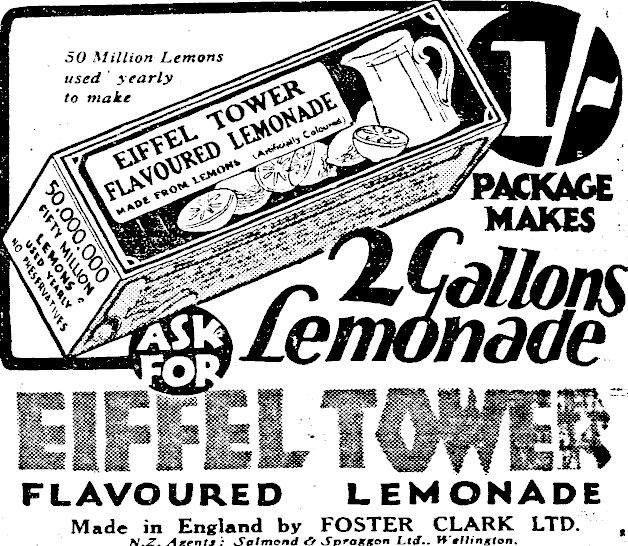 50 Million Lemons
used yearly
to make
EIFFEL TOWER
FLAVOURED LEMONADE
MADE FROM LEMONS (Artificially Coloured)
50,000,000
FIFTY MILLION
LEMONS
USED YEARLY
NO PRESERVATIVES
1/-
PACKAGE
MAKES
2 Gallons
Lemonade
ASK
FOR
EIFFEL TOWER
FLAVOURED LEMONADE
Made in England by FOSTER CLARK LTD.
N.Z. Agents: Salmond & Spraggon Ltd., Wellington.